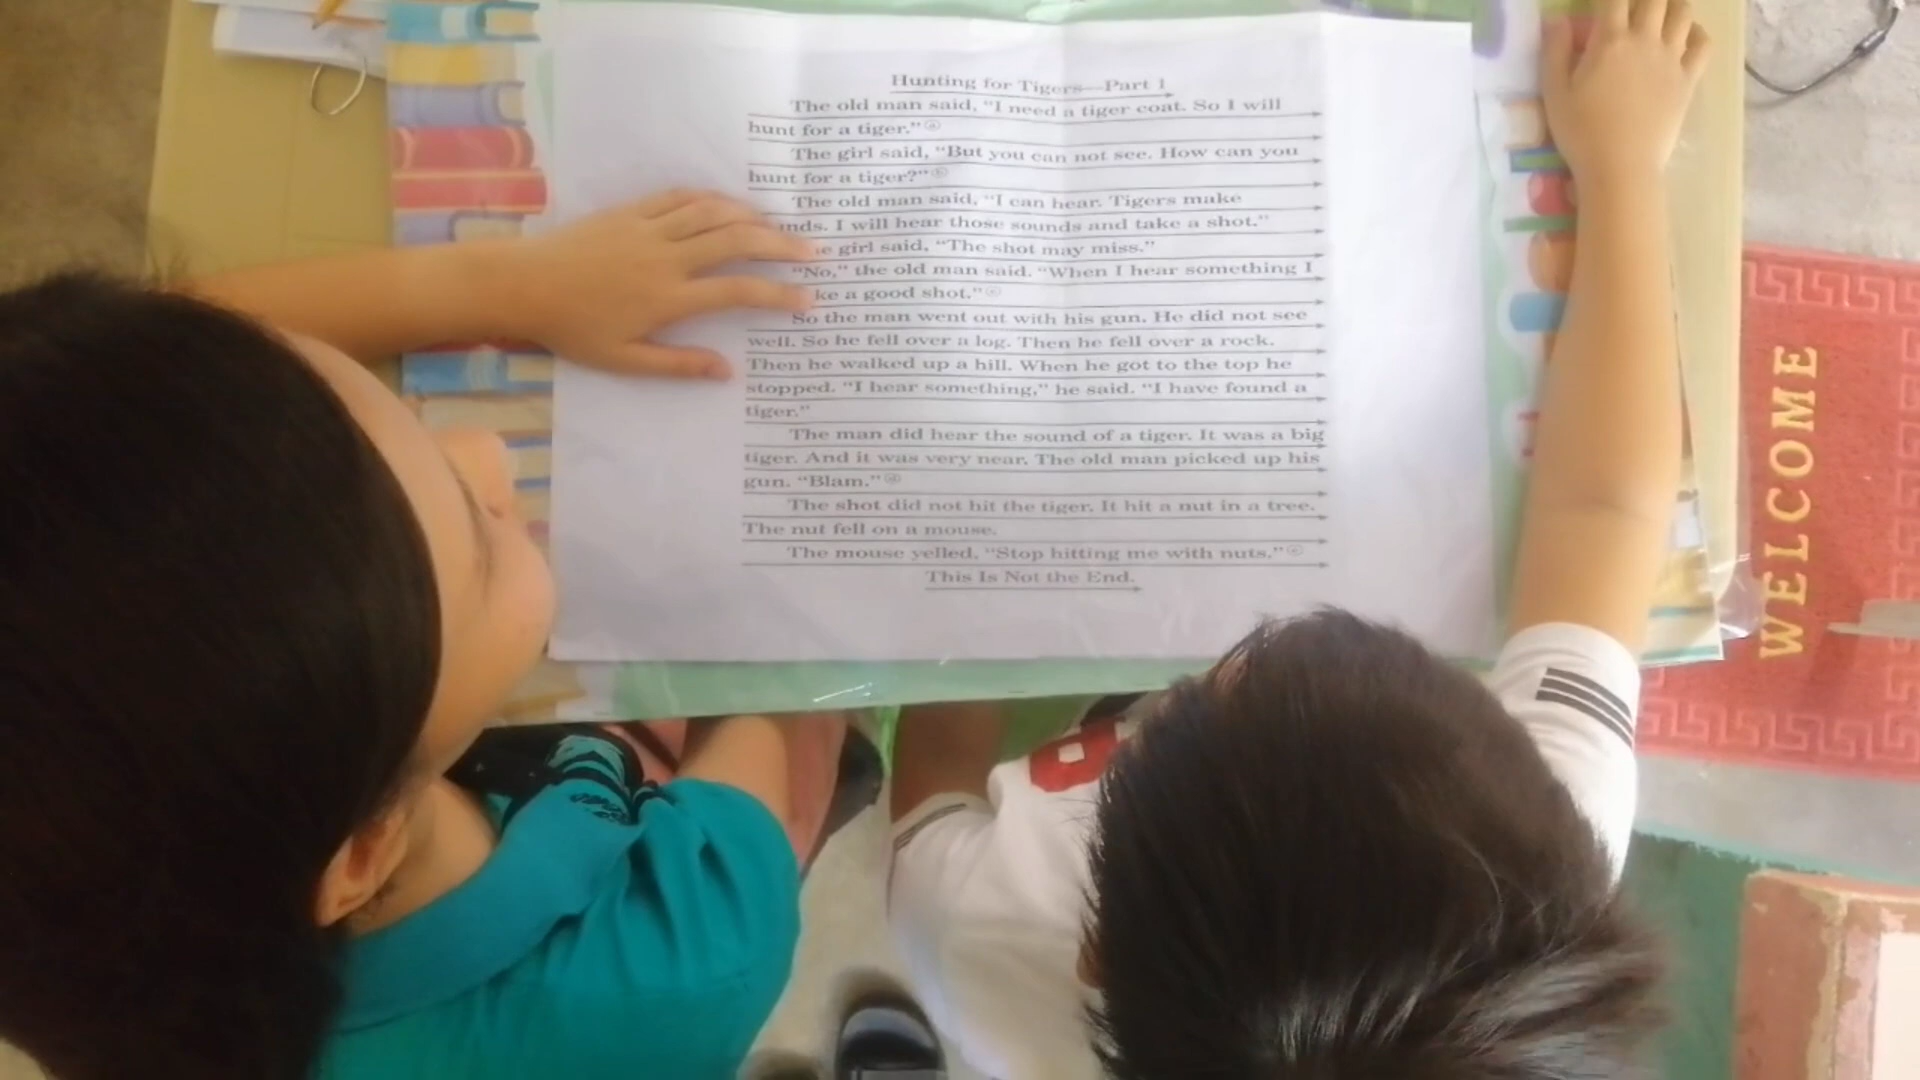 Hunting for Tigers—Part 1
The old man said, "I need a tiger coat. So I will
hunt for a tiger." ⓐ
The girl said, "But you can not see. How can you
hunt for a tiger?" ⓑ
The old man said, "I can hear. Tigers make
nds. I will hear those sounds and take a shot."
e girl said, "The shot may miss."
"No," the old man said. "When I hear something I
ke a good shot." ⓒ
So the man went out with his gun. He did not see
well. So he fell over a log. Then he fell over a rock.
Then he walked up a hill. When he got to the top he
stopped. "I hear something," he said. "I have found a
tiger."
The man did hear the sound of a tiger. It was a big
tiger. And it was very near. The old man picked up his
gun. "Blam." ⓓ
The shot did not hit the tiger. It hit a nut in a tree.
The nut fell on a mouse.
The mouse yelled, "Stop hitting me with nuts." ⓔ
This Is Not the End.
WELCOME